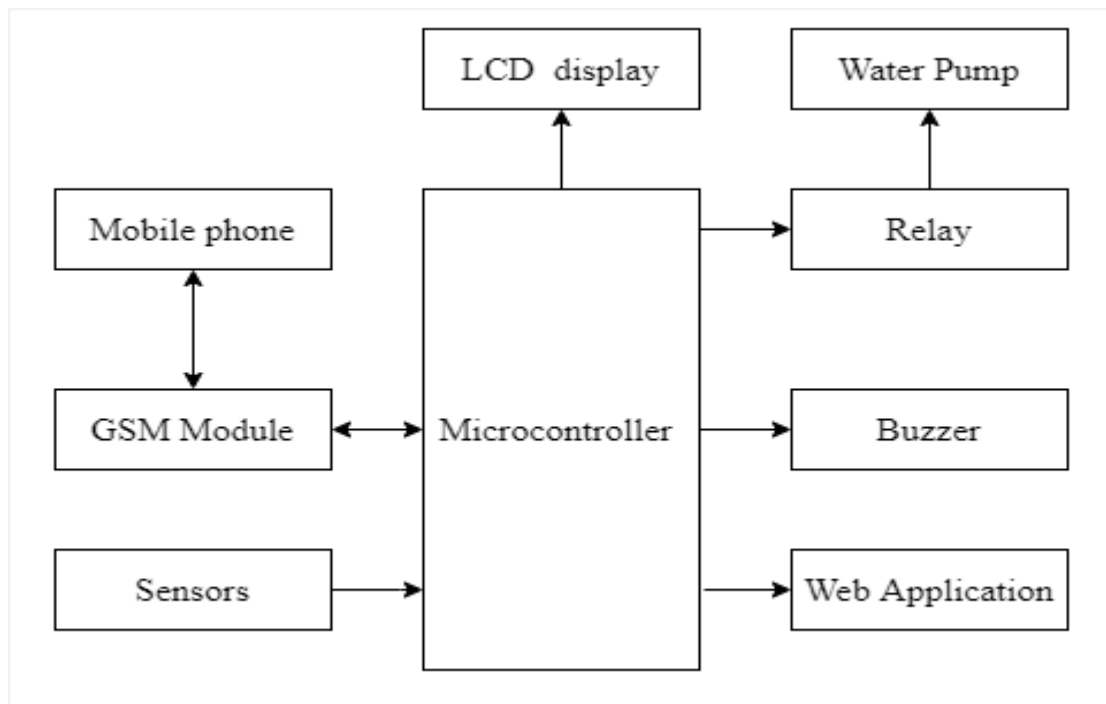 LCD display
Water Pump
Mobile phone
Relay
GSM Module
Microcontroller
Buzzer
Sensors
Web Application